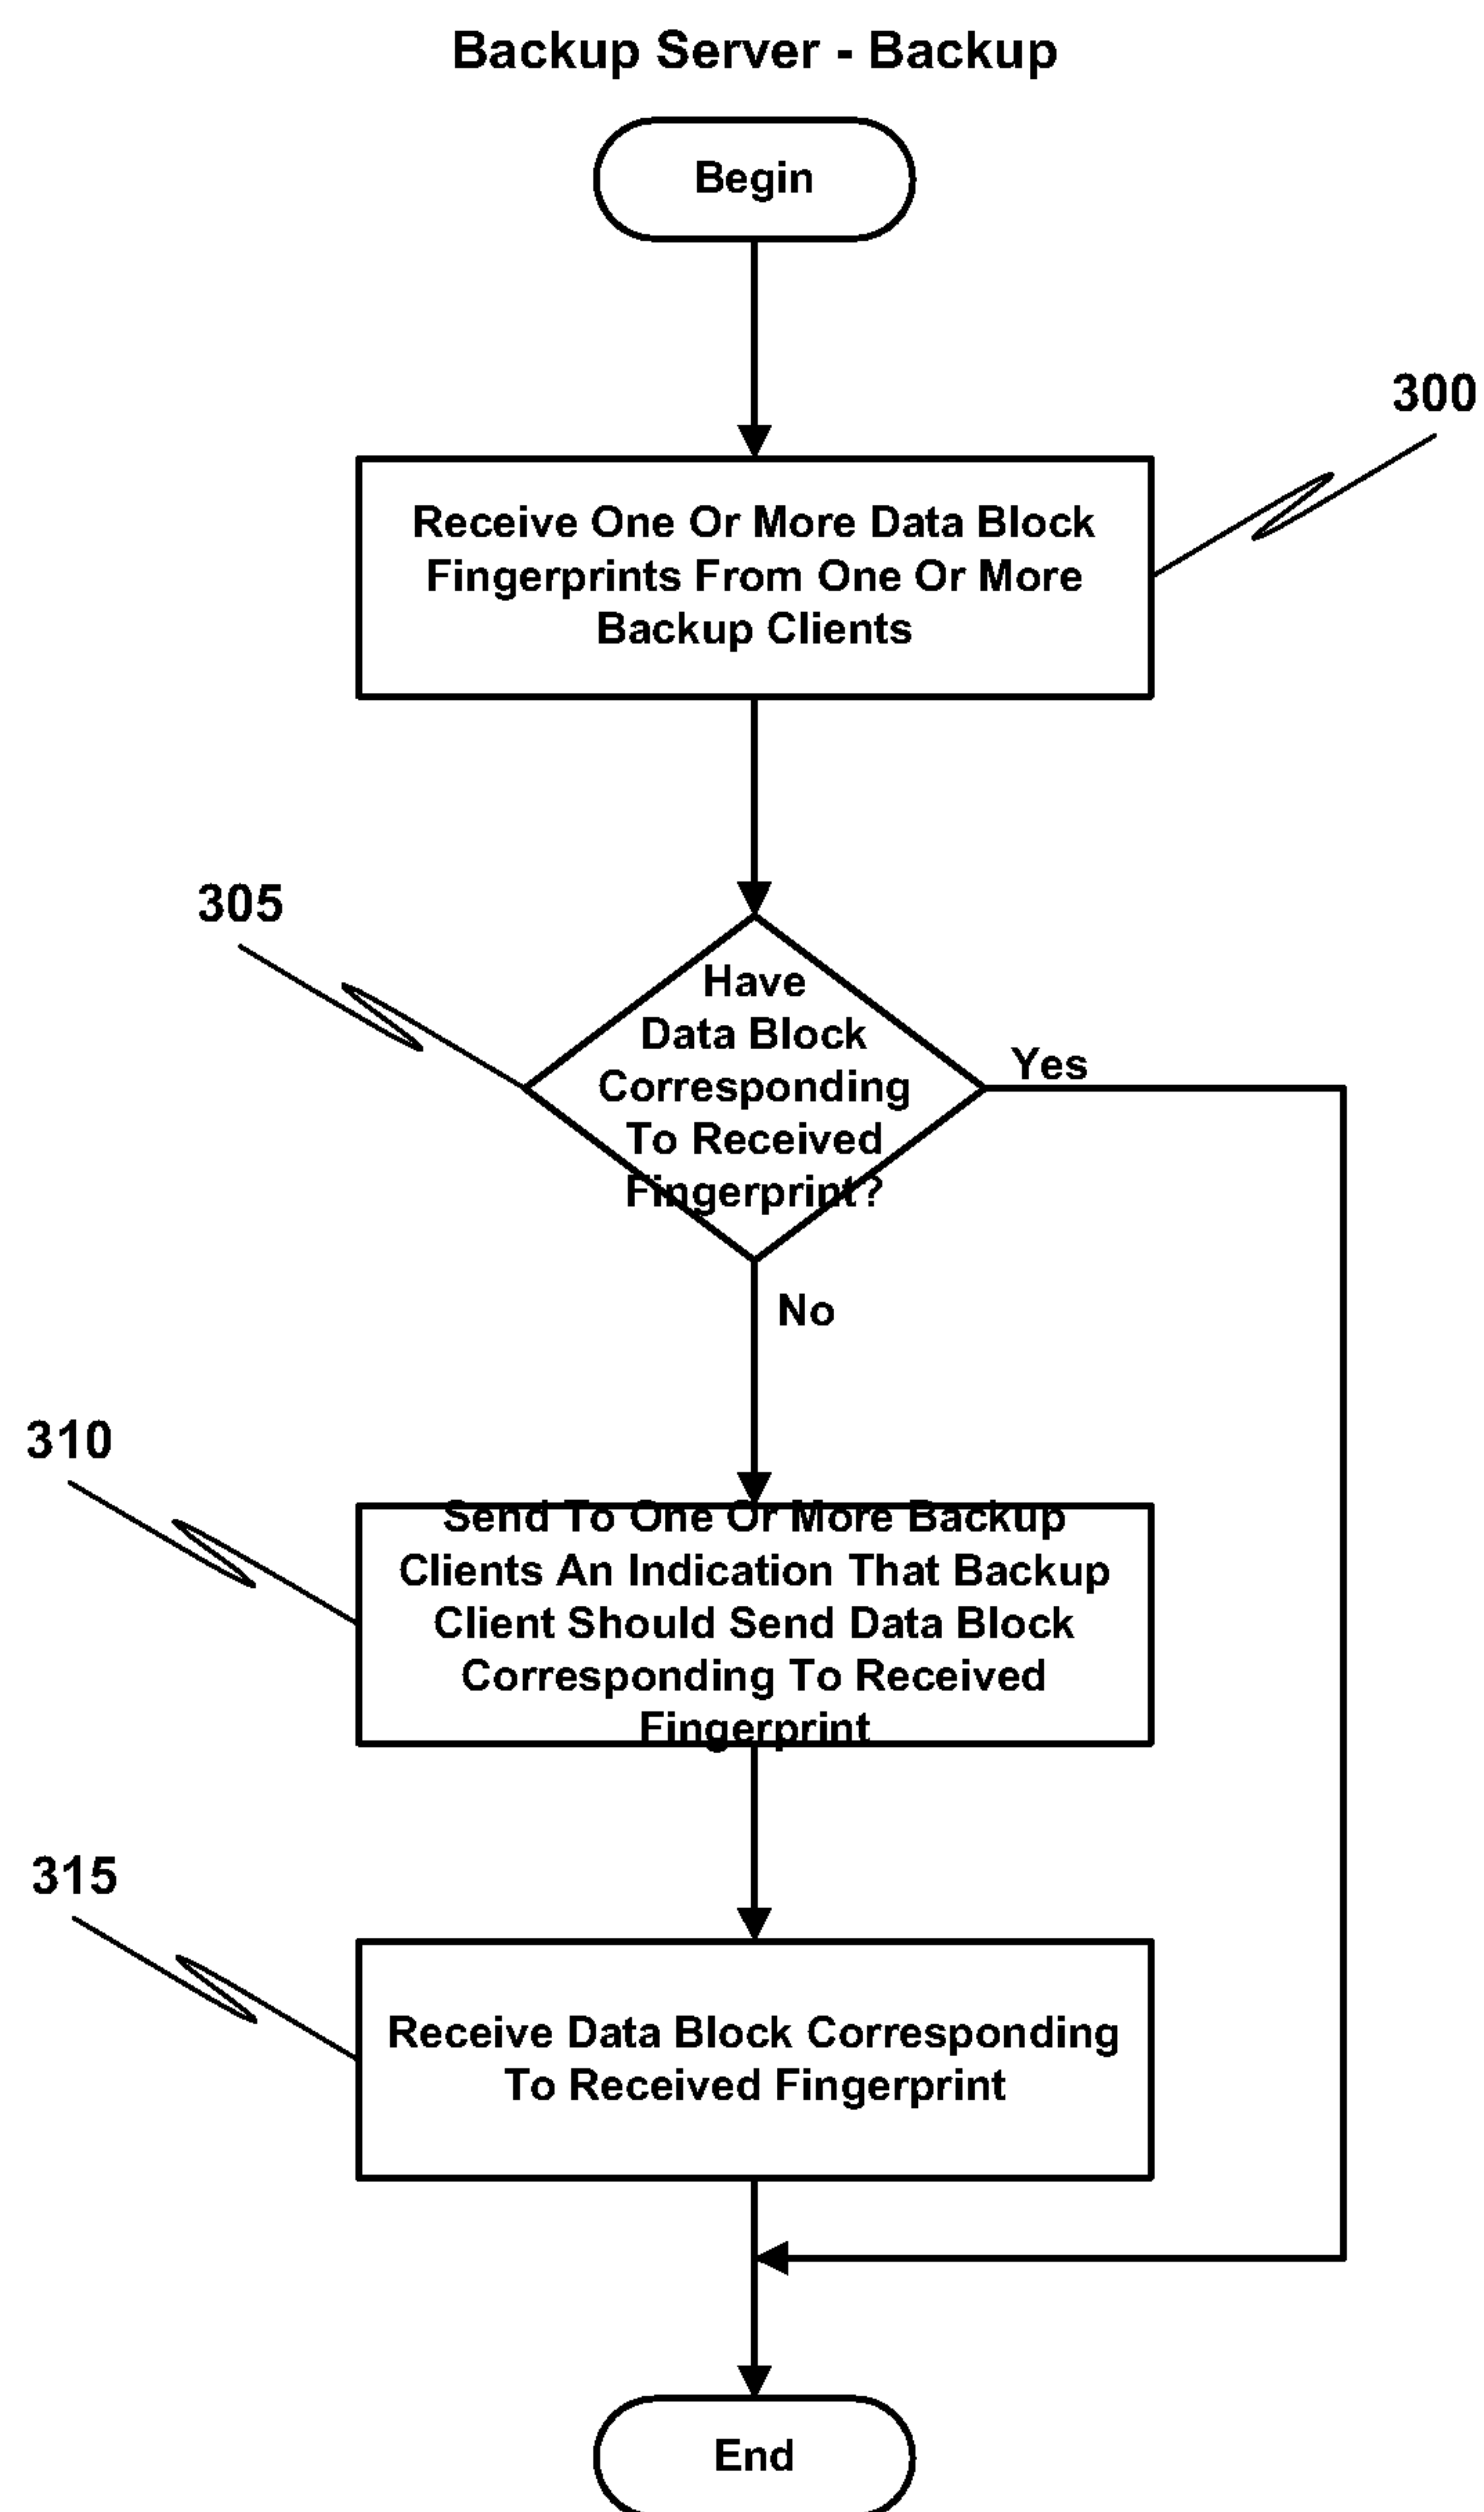 Backup Server - Backup
Begin
300
Receive One Or More Data Block
Fingerprints From One Or More
Backup Clients
305
Have
Data Block
Corresponding
To Received
Fingerprint?
Yes
No
310
Send To One Or More Backup
Clients An Indication That Backup
Client Should Send Data Block
Corresponding To Received
Fingerprint
315
Receive Data Block Corresponding
To Received Fingerprint
End